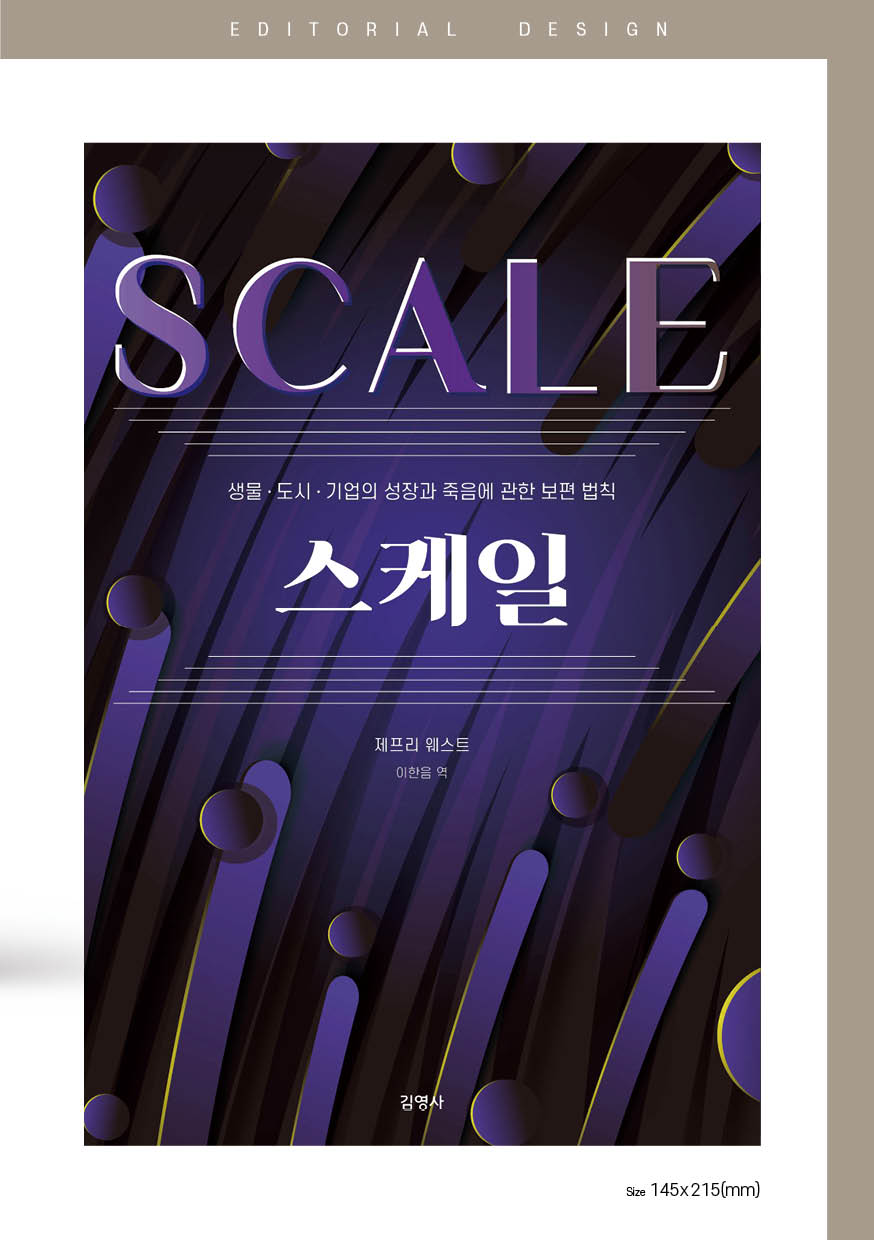 EDITORIAL DESIGN
SCALE
생물·도시·기업의 성장과 죽음에 관한 보편 법칙
스케일
제프리 웨스트
이한음 역
김영사
Size 145x215(mm)